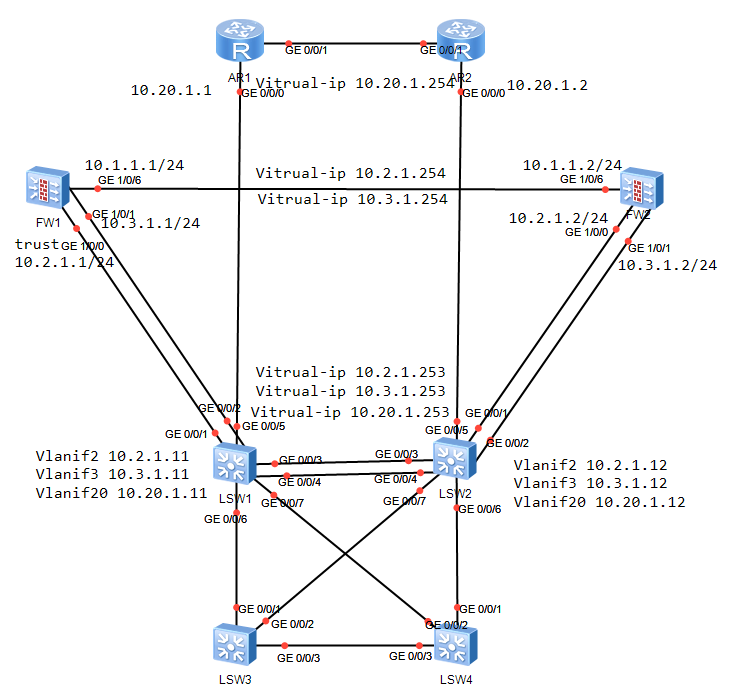 GE 0/0/1
GE 0/0/1
AR1
AR2
Vitrual-ip 10.20.1.254
10.20.1.1
GE 0/0/0
GE 0/0/0
10.20.1.2
10.1.1.1/24
Vitrual-ip 10.2.1.254
10.1.1.2/24
GE 1/0/6
GE 1/0/6
Vitrual-ip 10.3.1.254
FW1
GE 1/0/1
10.3.1.1/24
10.2.1.2/24
FW2
GE 1/0/0
trust
GE 1/0/0
GE 1/0/1
10.2.1.1/24
10.3.1.2/24
Vitrual-ip 10.2.1.253
Vitrual-ip 10.3.1.253
Vitrual-ip 10.20.1.253
GE 0/0/2
GE 0/0/1
GE 0/0/5
GE 0/0/1
GE 0/0/5
GE 0/0/2
Vlanif2 10.2.1.11
Vlanif3 10.3.1.11
Vlanif20 10.20.1.11
GE 0/0/3
GE 0/0/3
GE 0/0/4
GE 0/0/4
Vlanif2 10.2.1.12
Vlanif3 10.3.1.12
Vlanif20 10.20.1.12
LSW1
LSW2
GE 0/0/7
GE 0/0/7
GE 0/0/6
GE 0/0/6
GE 0/0/1
GE 0/0/1
GE 0/0/2
GE 0/0/2
GE 0/0/3
GE 0/0/3
LSW3
LSW4